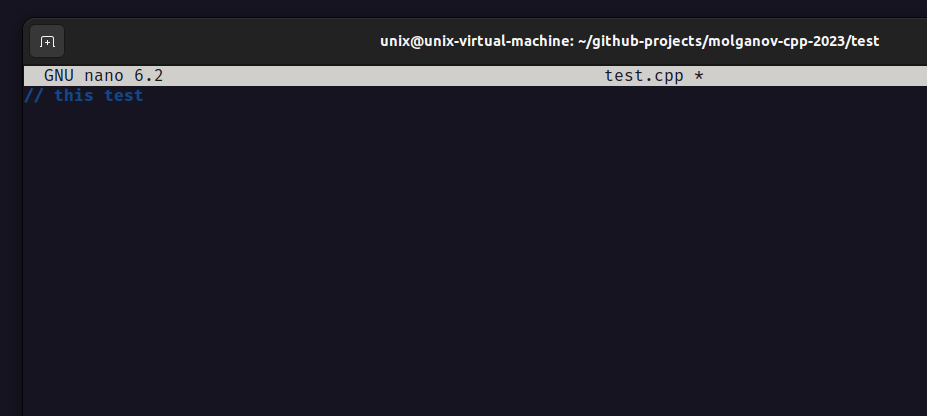 unix@unix-virtual-machine: ~/github-projects/molganov-cpp-2023/test
GNU nano 6.2 test.cpp *
// this test